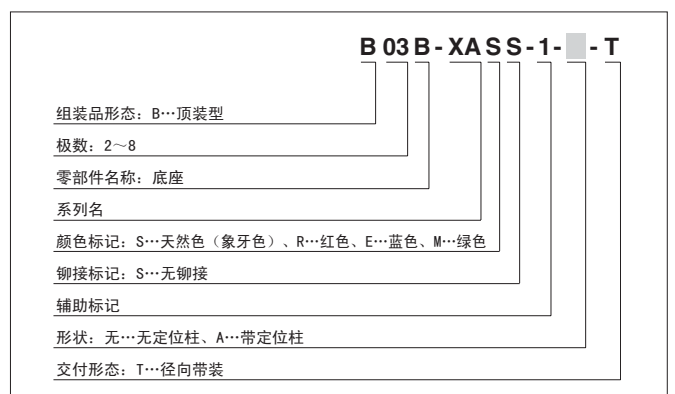 B 03 B - XA S S - 1 - - T
组装品形态：B…顶装型
极数：2～8
零部件名称：底座
系列名
颜色标记：S…天然色（象牙色）、R…红色、E…蓝色、M…绿色
铆接标记：S…无铆接
辅助标记
形状：无…无定位柱、A…带定位柱
交付形态：T…径向带装